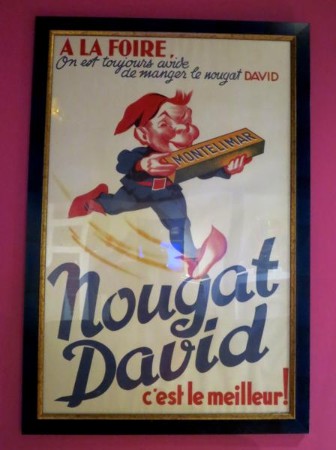 A LA FOIRE,
On est toujours avide
de manger le nougat DAVID
MONTELIMAR
Nougat
David
c'est le meilleur!